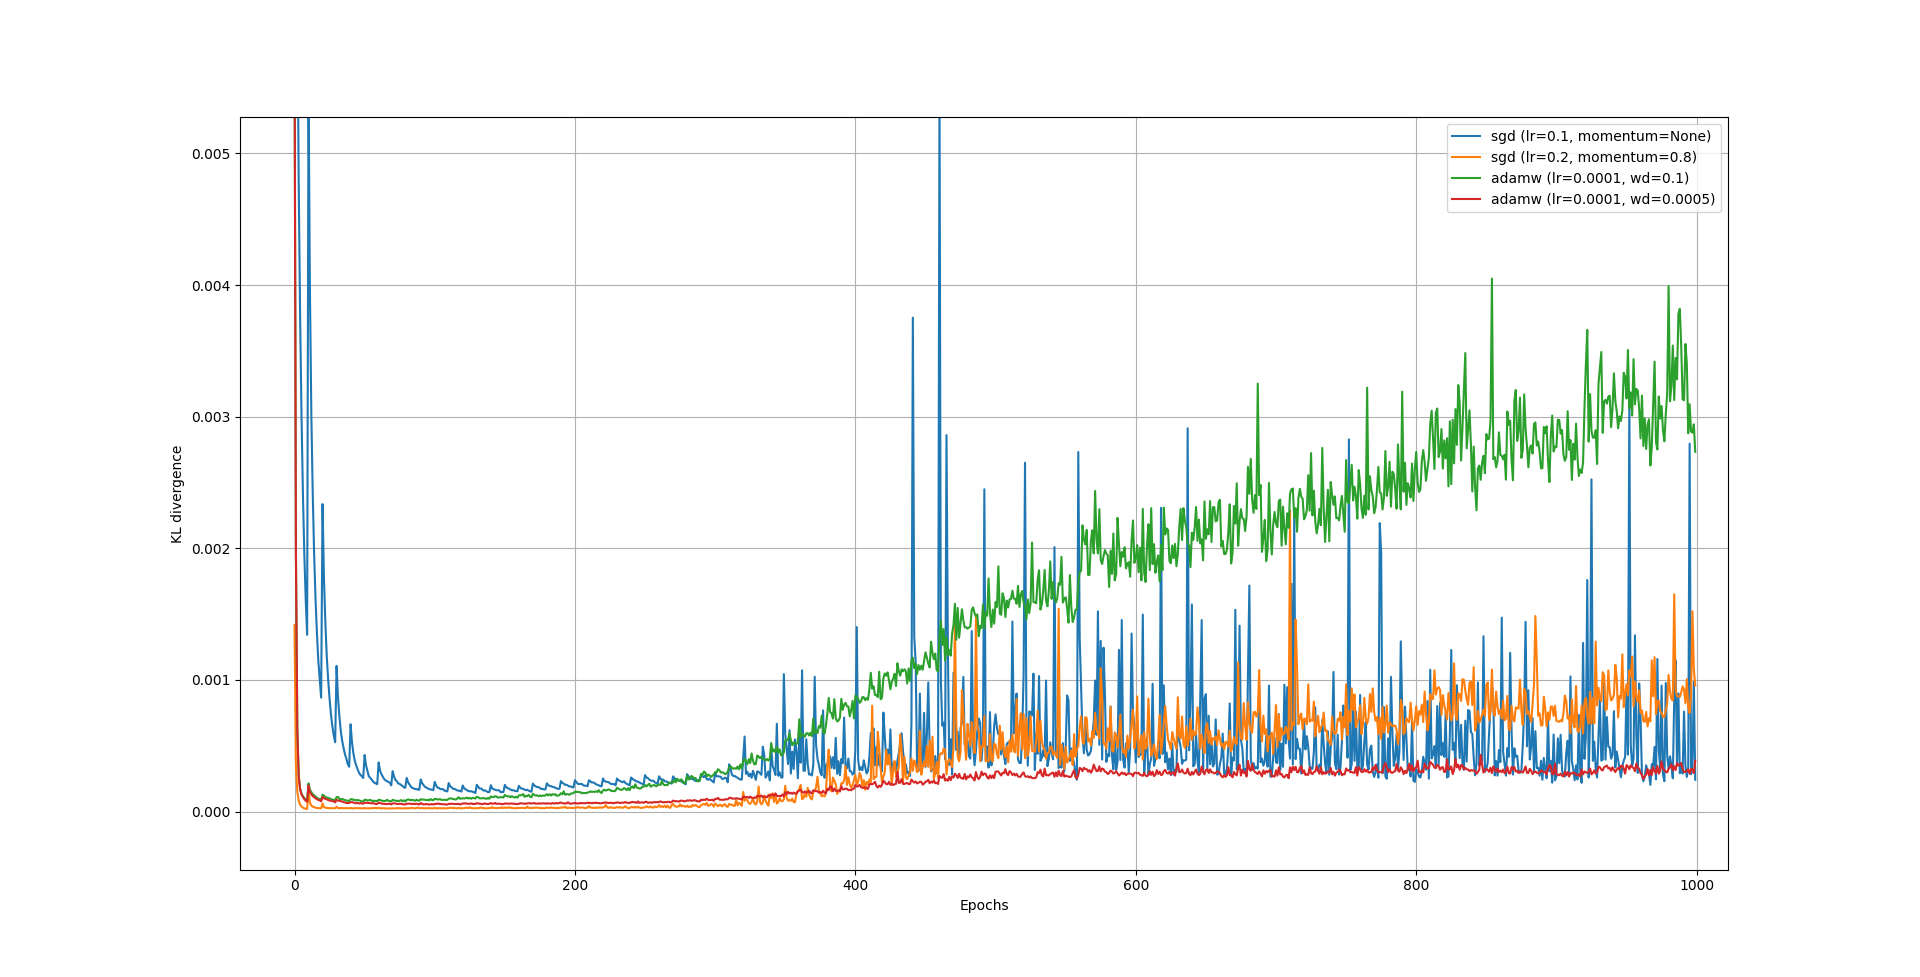 sgd (lr=0.1, momentum=None)
sgd (lr=0.2, momentum=0.8)
adamw (lr=0.0001, wd=0.1)
adamw (lr=0.0001, wd=0.0005)
KL divergence
0.005
0.004
0.003
0.002
0.001
0.000
0 200 400 600 800 1000
Epochs